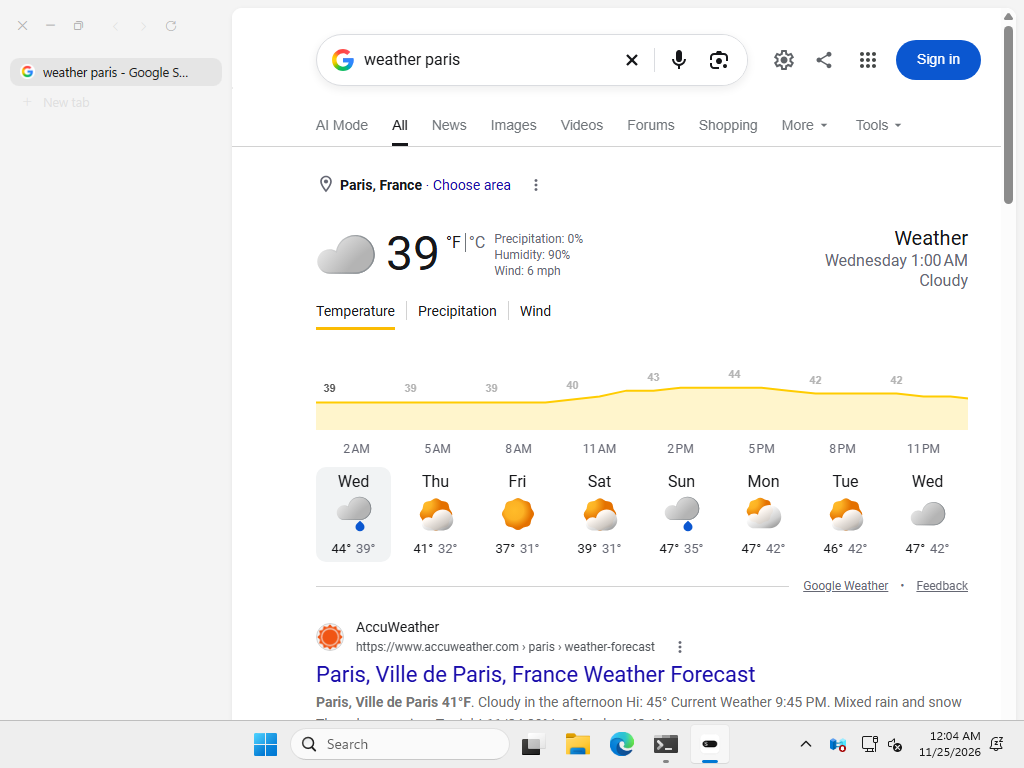 weather paris
Sign in
weather paris - Google S...
New tab
AI Mode All News Images Videos Forums Shopping More Tools
Paris, France · Choose area
39 °F | °C
Precipitation: 0%
Humidity: 90%
Wind: 6 mph
Weather
Wednesday 1:00 AM
Cloudy
Temperature Precipitation Wind
39 39 39 40 43 44 42 42
2 AM 5 AM 8 AM 11 AM 2 PM 5 PM 8 PM 11 PM
Wed Thu Fri Sat Sun Mon Tue Wed
44° 39° 41° 32° 37° 31° 39° 31° 47° 35° 47° 42° 46° 42° 47° 42°
Google Weather • Feedback
AccuWeather
https://www.accuweather.com › paris › weather-forecast
Paris, Ville de Paris, France Weather Forecast
Paris, Ville de Paris 41°F. Cloudy in the afternoon Hi: 45° Current Weather 9:45 PM. Mixed rain and snow
Search
12:04 AM
11/25/2026